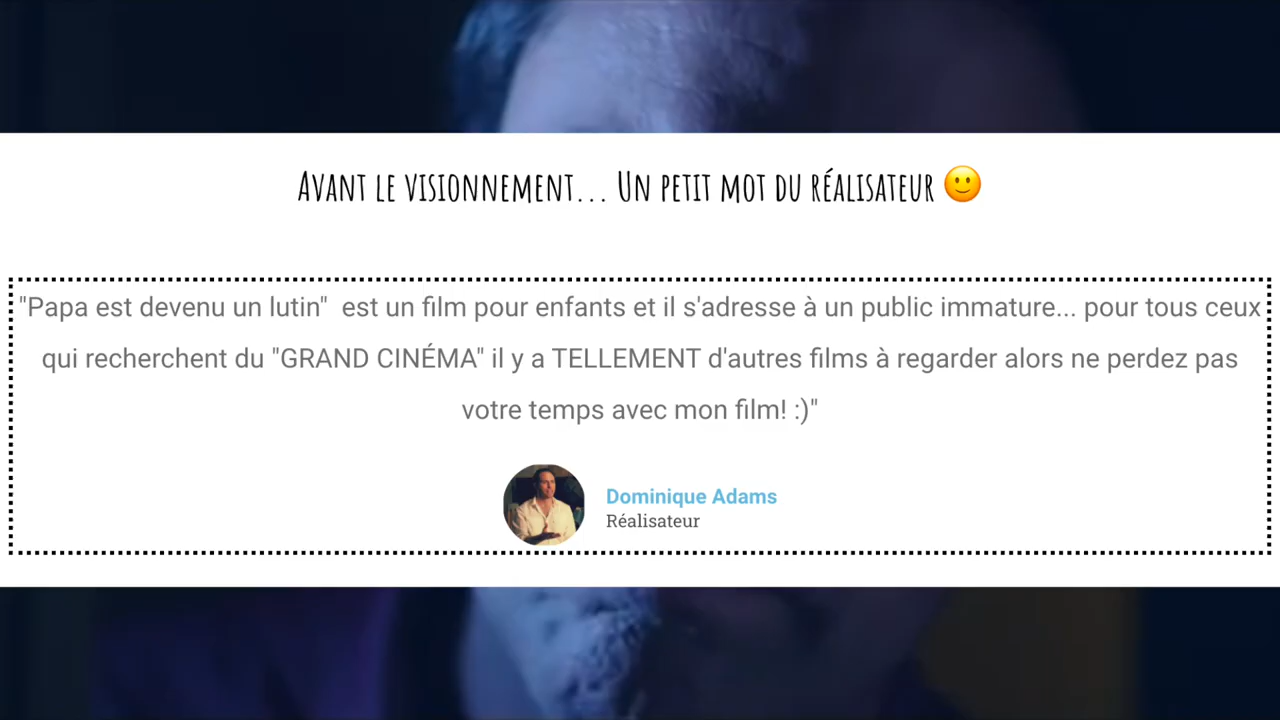 Avant le visionnement... Un petit mot du réalisateur 🙂
"Papa est devenu un lutin"  est un film pour enfants et il s'adresse à un public immature... pour tous ceux
qui recherchent du "GRAND CINÉMA" il y a TELLEMENT d'autres films à regarder alors ne perdez pas
votre temps avec mon film! :)"
Dominique Adams
Réalisateur